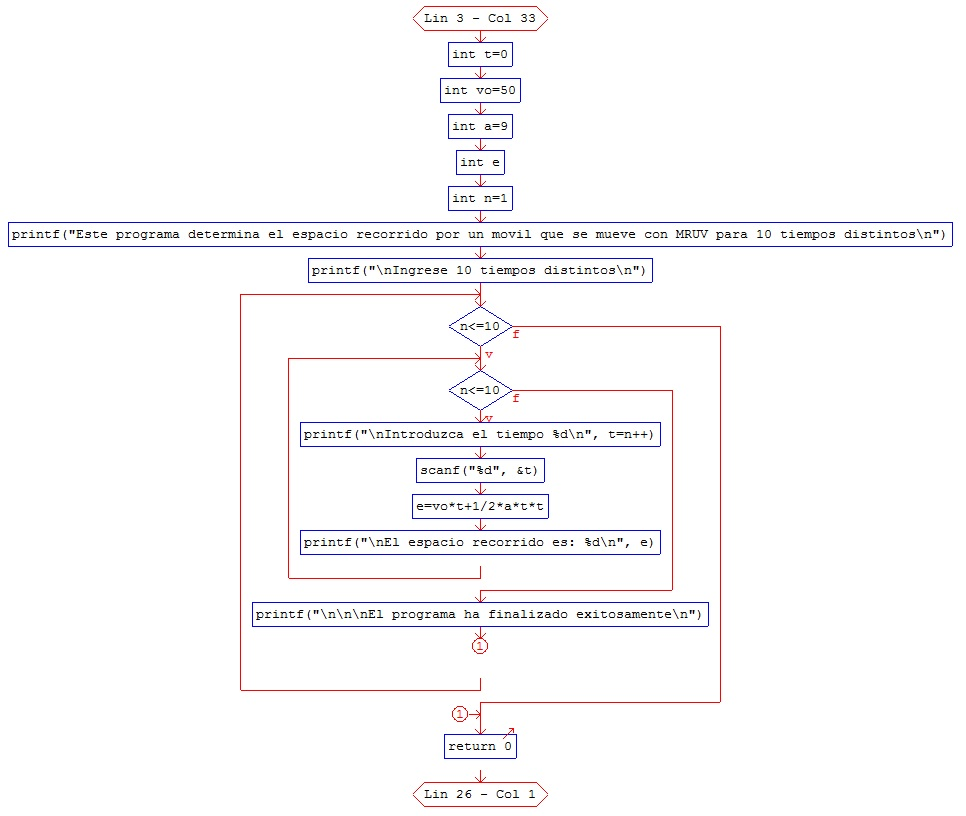 Lin 3 - Col 33
int t=0
int vo=50
int a=9
int e
int n=1
printf("Este programa determina el espacio recorrido por un movil que se mueve con MRUV para 10 tiempos distintos\n")
printf("\nIngrese 10 tiempos distintos\n")
n<=10
f
v
n<=10
f
v
printf("\nIntroduzca el tiempo %d\n", t=n++)
scanf("%d", &t)
e=vo*t+1/2*a*t*t
printf("\nEl espacio recorrido es: %d\n", e)
printf("\n\n\nEl programa ha finalizado exitosamente\n")
1
1
return 0
Lin 26 - Col 1